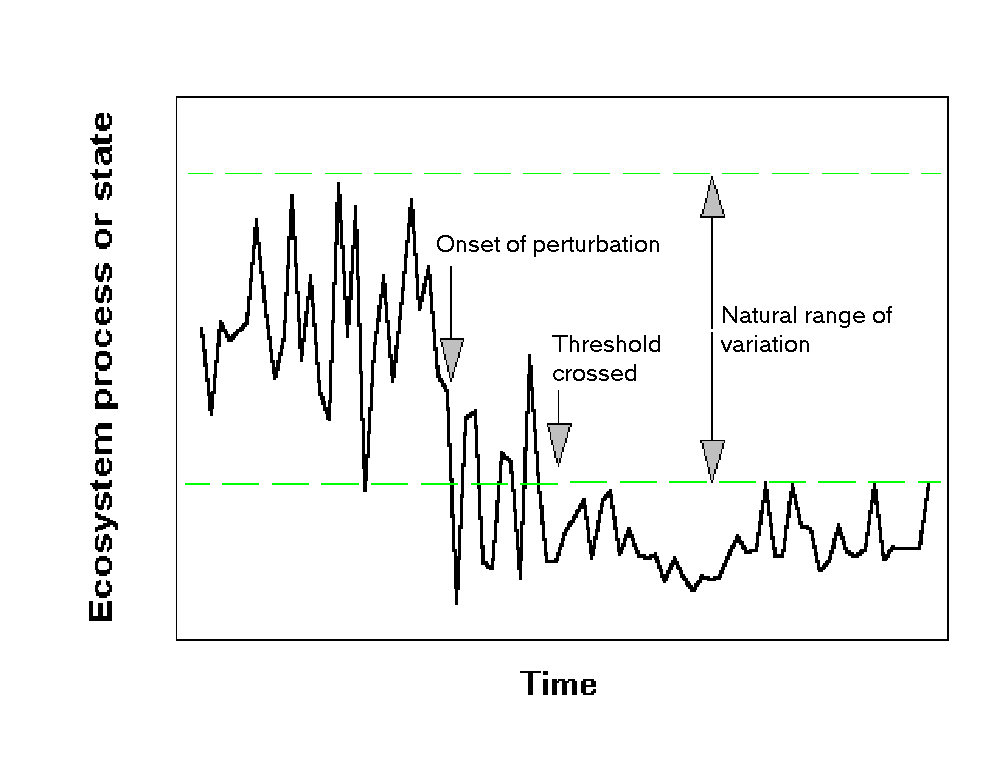 Ecosystem process or state
Onset of perturbation
Natural range of
variation
Threshold
crossed
Time